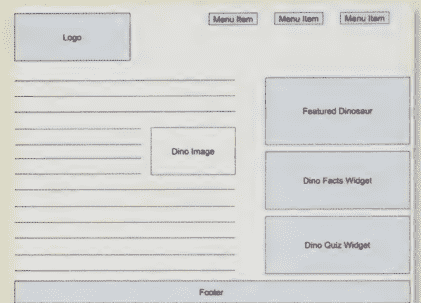 Logo
Menu Item
Menu Item
Menu Item
Featured Dinosaur
Dino Image
Dino Facts Widget
Dino Quiz Widget
Footer